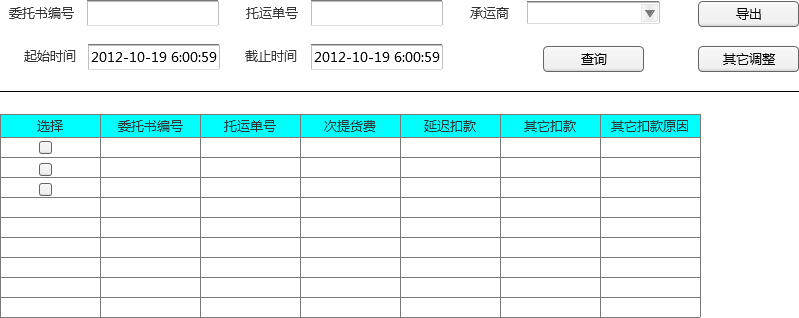 委托书编号 托运单号 承运商 导出
起始时间 2012-10-19 6:00:59 截止时间 2012-10-19 6:00:59 查询 其它调整
选择 委托书编号 托运单号 次提货费 延迟扣款 其它扣款 其它扣款原因